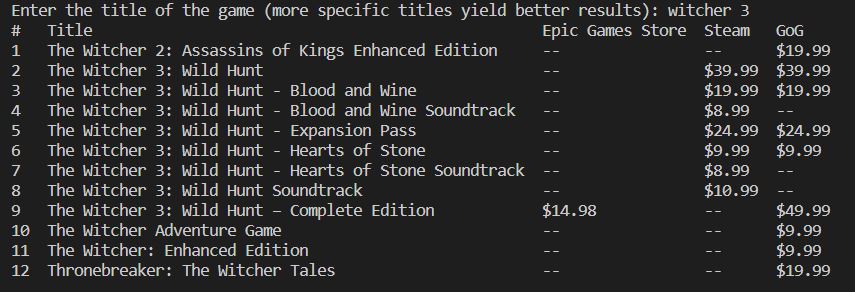 Enter the title of the game (more specific titles yield better results): witcher 3
# Title Epic Games Store Steam GoG
1 The Witcher 2: Assassins of Kings Enhanced Edition -- -- $19.99
2 The Witcher 3: Wild Hunt -- $39.99 $39.99
3 The Witcher 3: Wild Hunt - Blood and Wine -- $19.99 $19.99
4 The Witcher 3: Wild Hunt - Blood and Wine Soundtrack -- $8.99 --
5 The Witcher 3: Wild Hunt - Expansion Pass -- $24.99 $24.99
6 The Witcher 3: Wild Hunt - Hearts of Stone -- $9.99 $9.99
7 The Witcher 3: Wild Hunt - Hearts of Stone Soundtrack -- $8.99 --
8 The Witcher 3: Wild Hunt Soundtrack -- $10.99 --
9 The Witcher 3: Wild Hunt – Complete Edition $14.98 -- $49.99
10 The Witcher Adventure Game -- -- $9.99
11 The Witcher: Enhanced Edition -- -- $9.99
12 Thronebreaker: The Witcher Tales -- -- $19.99